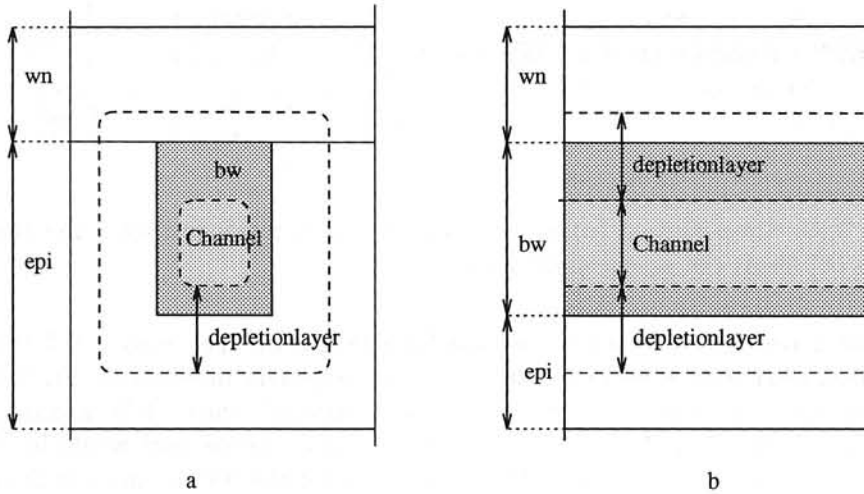 wn
bw
Channel
epi
depletionlayer
a
wn
depletionlayer
bw
Channel
depletionlayer
epi
b